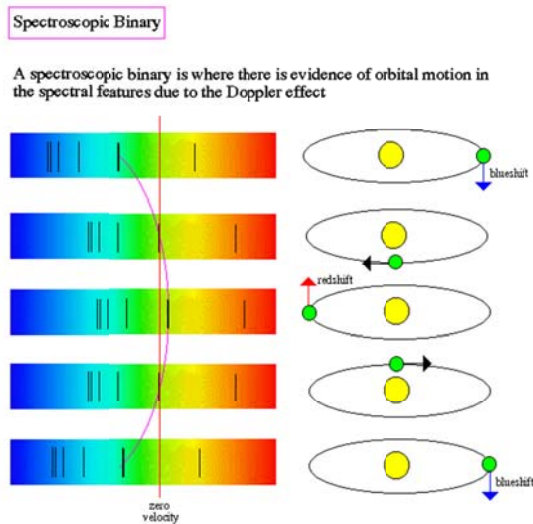 Spectroscopic Binary
A spectroscopic binary is where there is evidence of orbital motion in
the spectral features due to the Doppler effect
blueshift
redshift
blueshift
zero
velocity